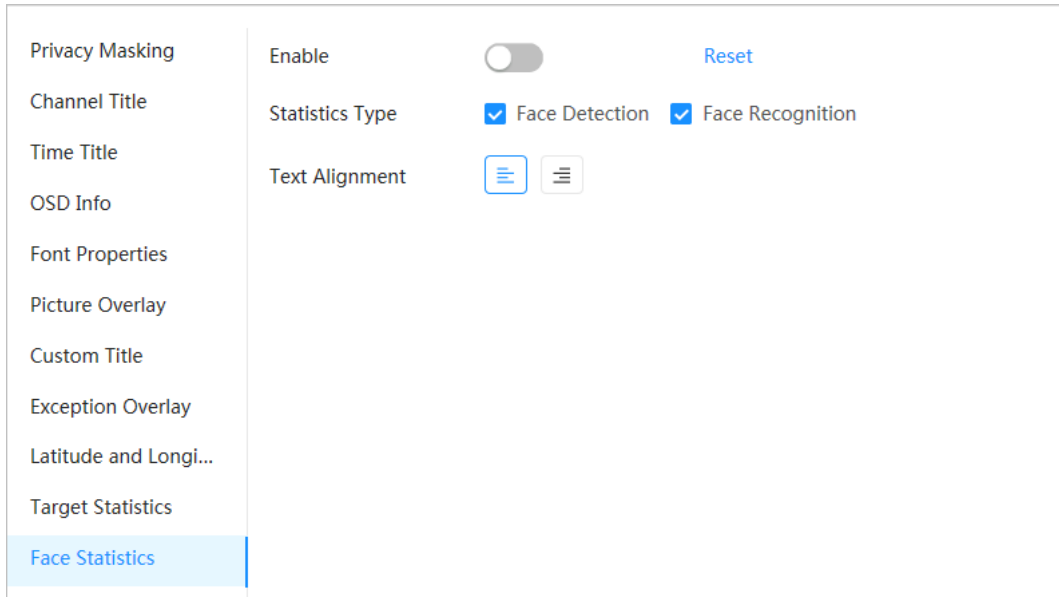 Privacy Masking
Channel Title
Time Title
OSD Info
Font Properties
Picture Overlay
Custom Title
Exception Overlay
Latitude and Longi...
Target Statistics
Face Statistics
Enable Reset
Statistics Type Face Detection Face Recognition
Text Alignment